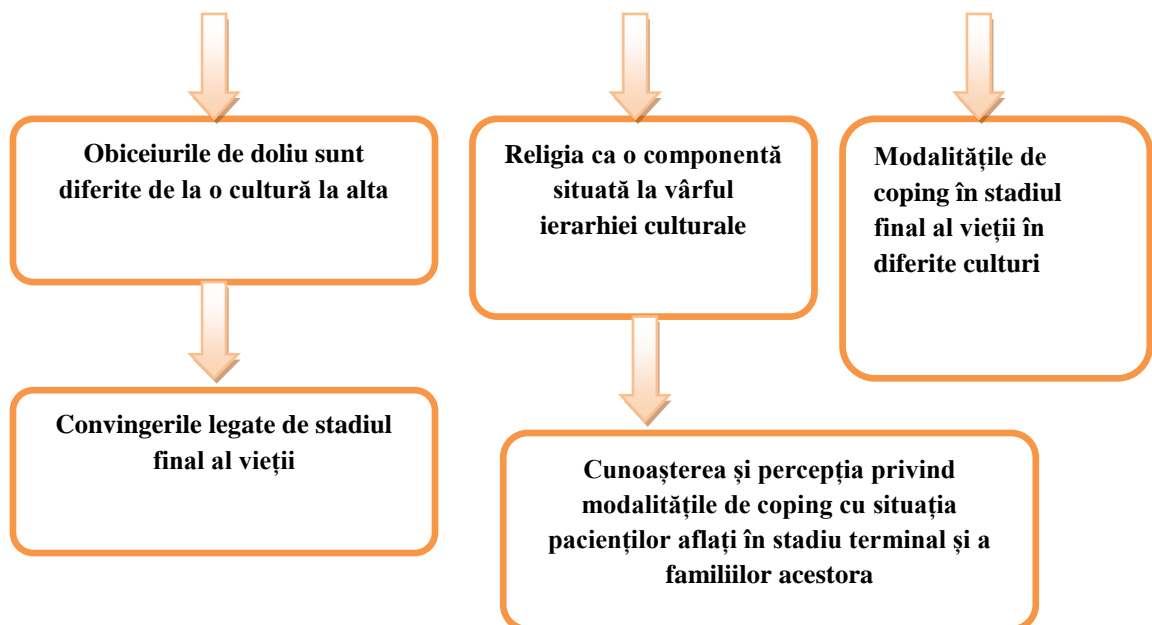 Obiceiurile de doliu sunt
diferite de la o cultură la alta
Religia ca o componentă
situată la vârful
ierarhiei culturale
Modalitățile de
coping în stadiul
final al vieții în
diferite culturi
Convingerile legate de stadiul
final al vieții
Cunoașterea și percepția privind
modalitățile de coping cu situația
pacienților aflați în stadiu terminal și a
familiilor acestora